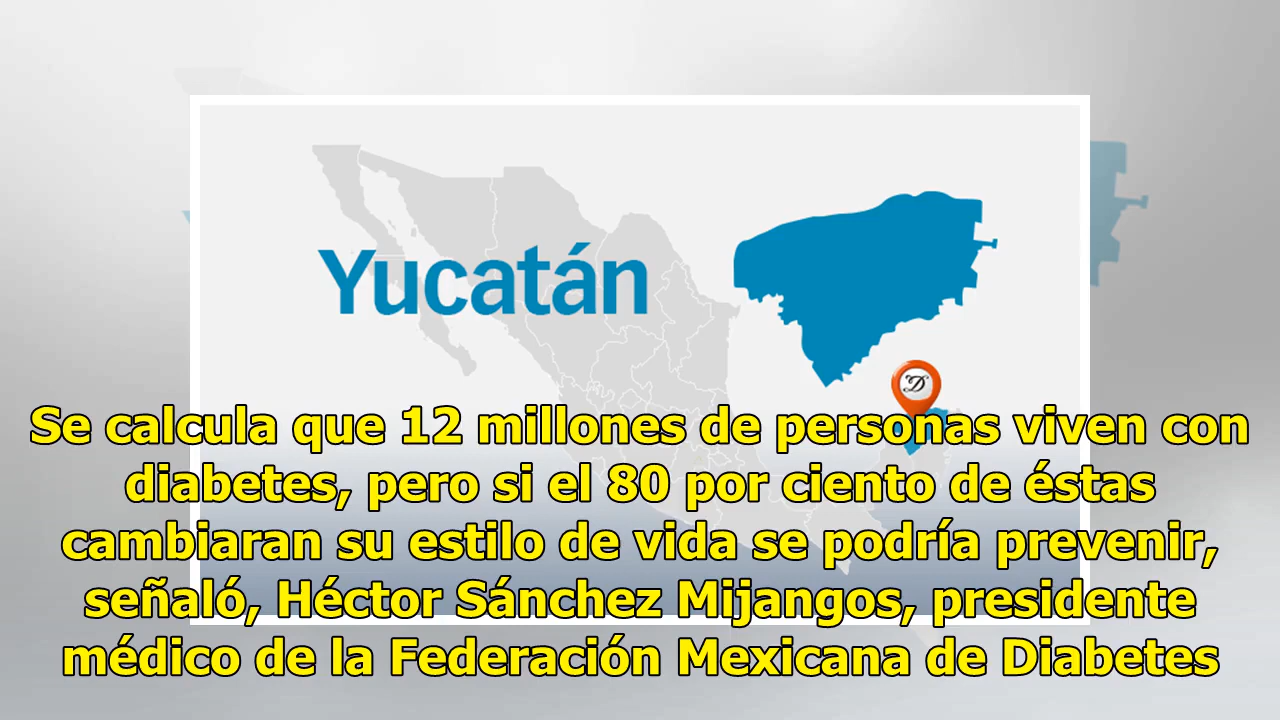 Yucatán
D
Se calcula que 12 millones de personas viven con
diabetes, pero si el 80 por ciento de éstas
cambiaran su estilo de vida se podría prevenir,
señaló, Héctor Sánchez Mijangos, presidente
médico de la Federación Mexicana de Diabetes